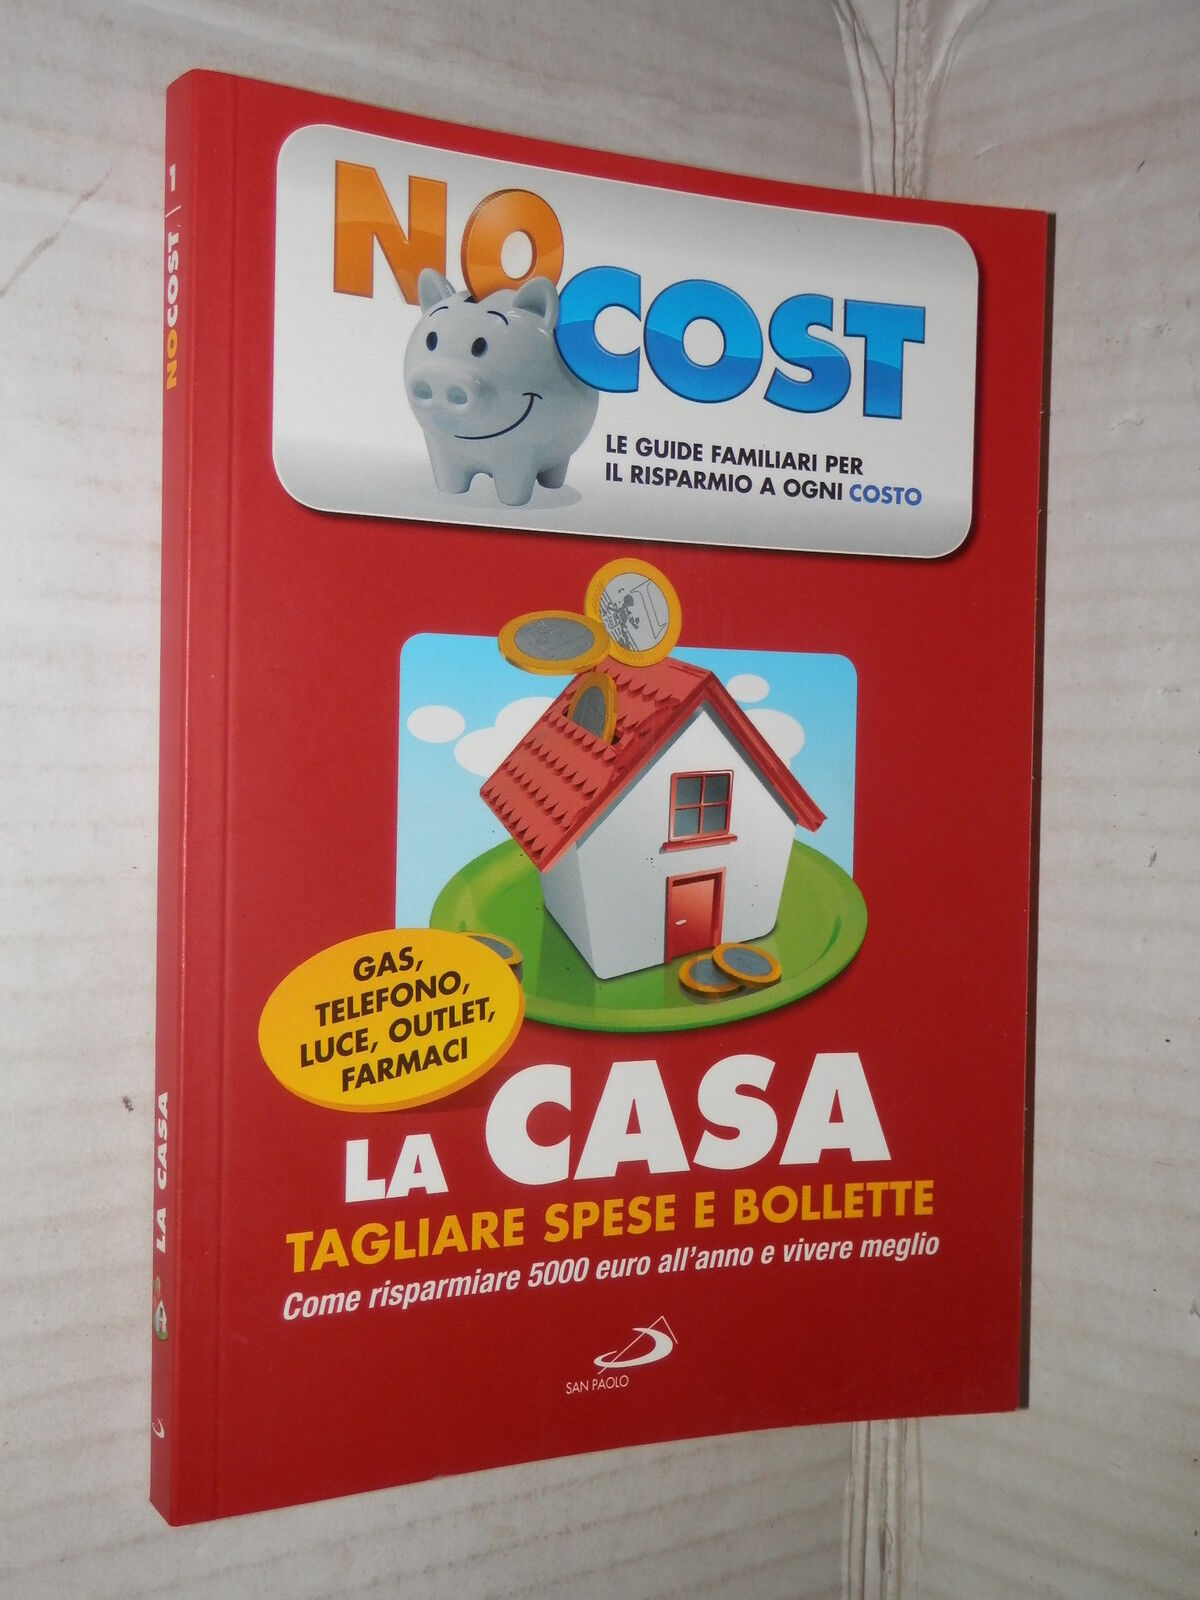 NOCOST | 1
LA CASA
NO
COST
LE GUIDE FAMILIARI PER
IL RISPARMIO A OGNI COSTO
1
GAS,
TELEFONO,
LUCE, OUTLET,
FARMACI
LA CASA
TAGLIARE SPESE E BOLLETTE
Come risparmiare 5000 euro all'anno e vivere meglio
SAN PAOLO